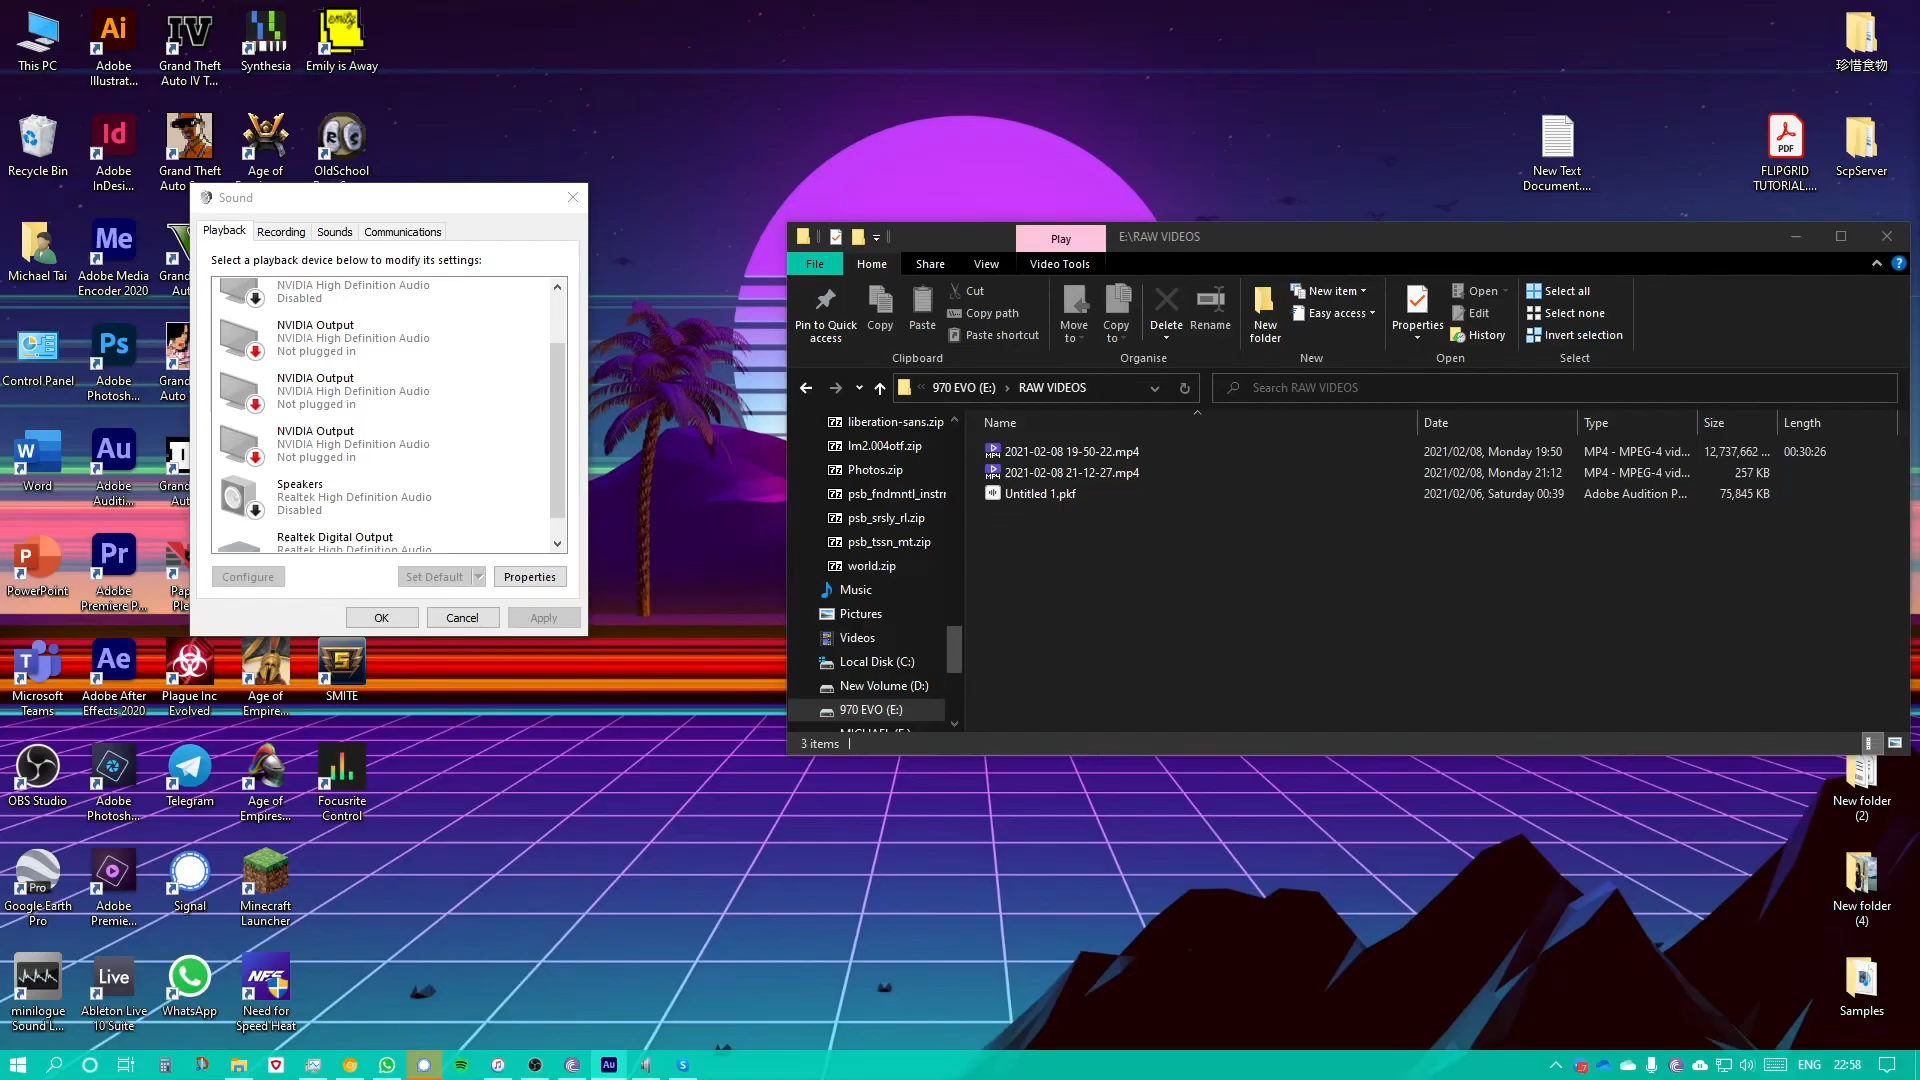 This PC
Adobe
Illustrat...
Grand Theft
Auto IV T...
Synthesia
Emily is Away
珍惜食物
Recycle Bin
Adobe
InDesi...
Grand Theft
Age of
OldSchool
New Text
Document....
FLIPGRID
TUTORIAL....
ScpServer
Michael Tai
Adobe Media
Encoder 2020
Control Panel
Adobe
Photosh...
Word
Adobe
Auditi...
PowerPoint
Adobe
Premiere P...
Microsoft
Teams
Adobe After
Effects 2020
Plague Inc
Evolved
Age of
Empire...
SMITE
OBS Studio
Adobe
Photosh...
Telegram
Age of
Empires...
Focusrite
Control
Google Earth
Pro
Adobe
Premie...
Signal
Minecraft
Launcher
minilogue
Sound L...
Ableton Live
10 Suite
WhatsApp
Need for
Speed Heat
New folder
(2)
New folder
(4)
Samples
Sound
Playback
Recording
Sounds
Communications
Select a playback device below to modify its settings:
NVIDIA High Definition Audio
Disabled
NVIDIA Output
NVIDIA High Definition Audio
Not plugged in
NVIDIA Output
NVIDIA High Definition Audio
Not plugged in
NVIDIA Output
NVIDIA High Definition Audio
Not plugged in
Speakers
Realtek High Definition Audio
Disabled
Realtek Digital Output
Realtek High Definition Audio
Configure
Set Default
Properties
OK
Cancel
Apply
Play
E:\RAW VIDEOS
File
Home
Share
View
Video Tools
Pin to Quick
access
Copy
Paste
Cut
Copy path
Paste shortcut
Clipboard
Move
to
Copy
to
Delete
Rename
Organise
New
folder
New item
Easy access
New
Properties
Open
Edit
History
Open
Select all
Select none
Invert selection
Select
970 EVO (E:)
RAW VIDEOS
Search RAW VIDEOS
liberation-sans.zip
lm2.004otf.zip
Photos.zip
psb_fndmntl_instrr
psb_srsly_rl.zip
psb_tssn_mt.zip
world.zip
Music
Pictures
Videos
Local Disk (C:)
New Volume (D:)
970 EVO (E:)
Name
Date
Type
Size
Length
2021-02-08 19-50-22.mp4
2021/02/08, Monday 19:50
MP4 - MPEG-4 vid...
12,737,662 ...
00:30:26
2021-02-08 21-12-27.mp4
2021/02/08, Monday 21:12
MP4 - MPEG-4 vid...
257 KB
Untitled 1.pkf
2021/02/06, Saturday 00:39
Adobe Audition P...
75,845 KB
3 items
ENG
22:58